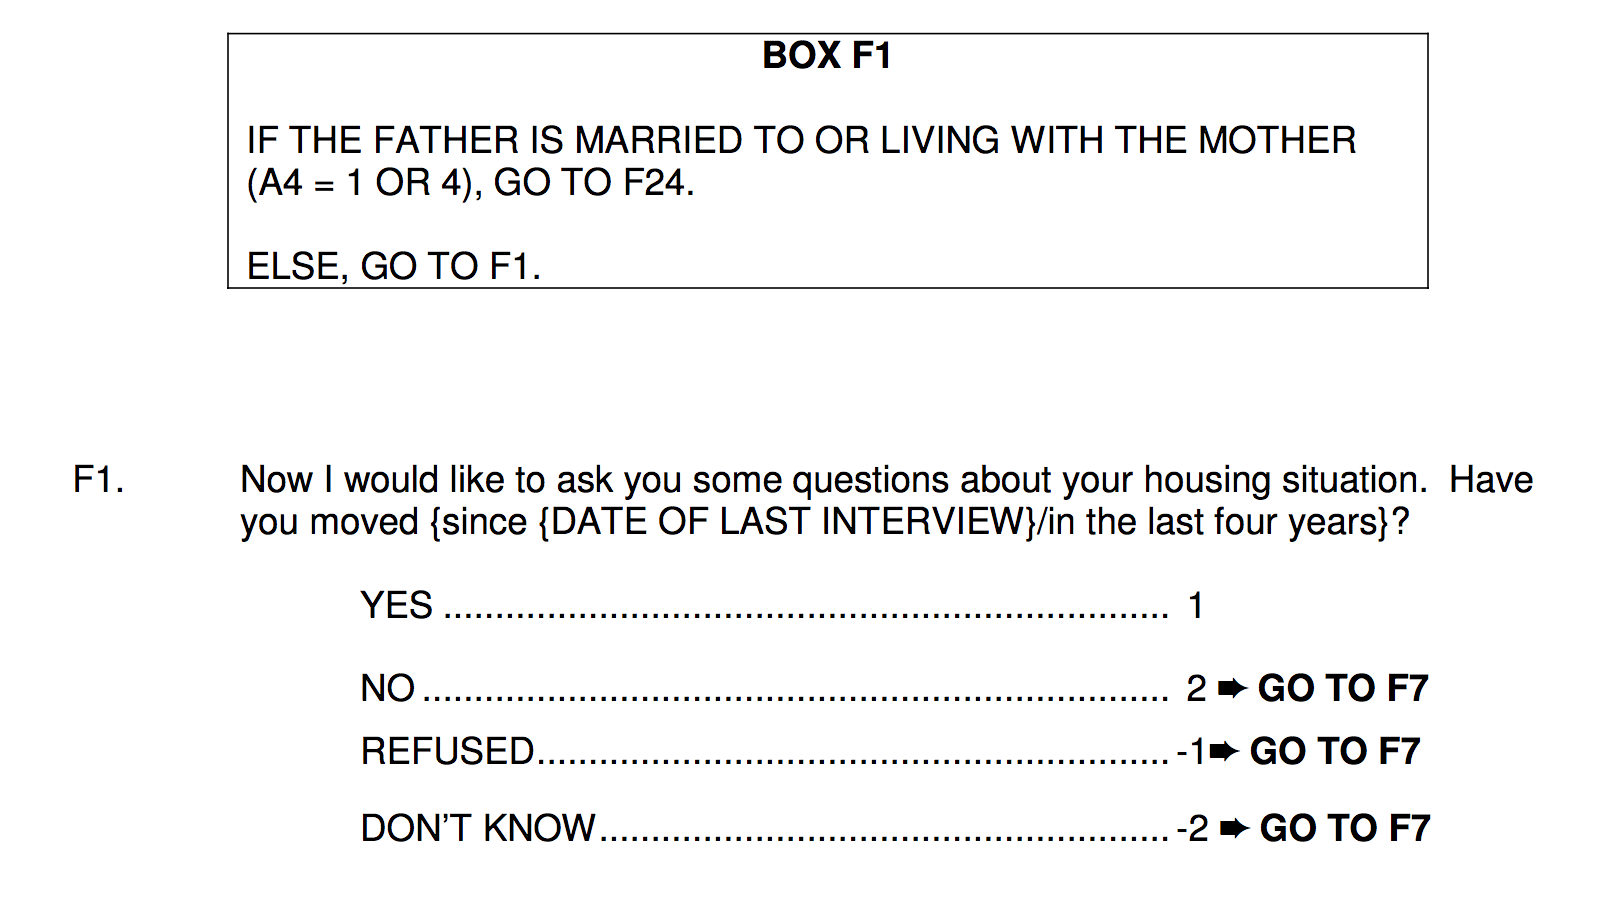 BOX F1
IF THE FATHER IS MARRIED TO OR LIVING WITH THE MOTHER
(A4 = 1 OR 4), GO TO F24.
ELSE, GO TO F1.
F1. Now I would like to ask you some questions about your housing situation.  Have
you moved {since {DATE OF LAST INTERVIEW}/in the last four years}?
YES ...................................................................... 1
NO ........................................................................ 2 ➨ GO TO F7
REFUSED............................................................. -1➨ GO TO F7
DON’T KNOW....................................................... -2 ➨ GO TO F7